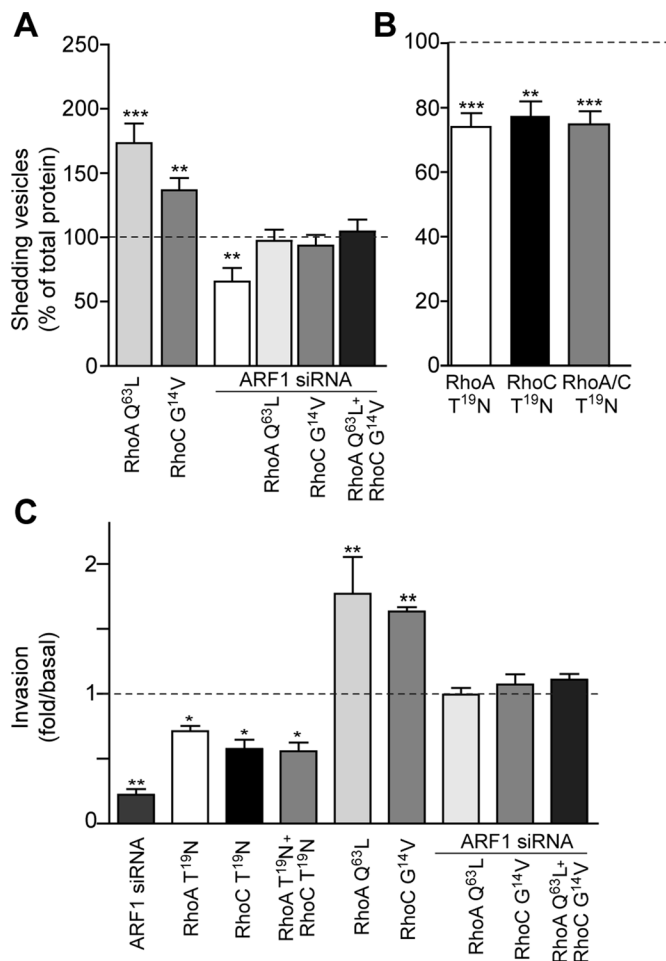 A
Shedding vesicles
(% of total protein)
250
200
150
100
50
0
***
**
**
ARF1 siRNA
RhoA Q⁶³L
RhoC G¹⁴V
RhoA Q⁶³L
RhoC G¹⁴V
RhoA Q⁶³L+
RhoC G¹⁴V
B
100
80
60
40
20
0
***
**
***
RhoA RhoC RhoA/C
T¹⁹N T¹⁹N T¹⁹N
C
Invasion
(fold/basal)
2
1
0
**
*
*
*
**
**
ARF1 siRNA
ARF1 siRNA
RhoA T¹⁹N
RhoC T¹⁹N
RhoA T¹⁹N+
RhoC T¹⁹N
RhoA Q⁶³L
RhoC G¹⁴V
RhoA Q⁶³L
RhoC G¹⁴V
RhoA Q⁶³L+
RhoC G¹⁴V